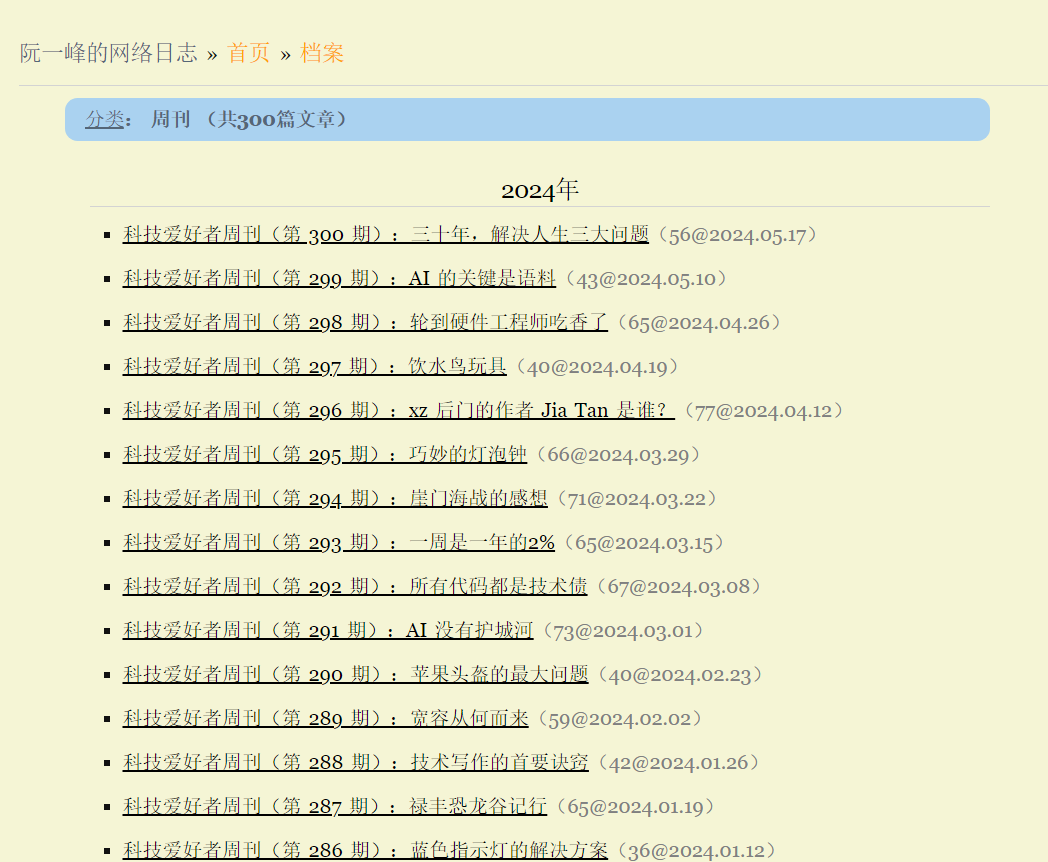 阮一峰的网络日志 » 首页 » 档案
分类： 周刊 （共300篇文章）
2024年
科技爱好者周刊（第 300 期）：三十年，解决人生三大问题（56@2024.05.17）
科技爱好者周刊（第 299 期）：AI 的关键是语料（43@2024.05.10）
科技爱好者周刊（第 298 期）：轮到硬件工程师吃香了（65@2024.04.26）
科技爱好者周刊（第 297 期）：饮水鸟玩具（40@2024.04.19）
科技爱好者周刊（第 296 期）：xz 后门的作者 Jia Tan 是谁？（77@2024.04.12）
科技爱好者周刊（第 295 期）：巧妙的灯泡钟（66@2024.03.29）
科技爱好者周刊（第 294 期）：崖门海战的感想（71@2024.03.22）
科技爱好者周刊（第 293 期）：一周是一年的2%（65@2024.03.15）
科技爱好者周刊（第 292 期）：所有代码都是技术债（67@2024.03.08）
科技爱好者周刊（第 291 期）：AI 没有护城河（73@2024.03.01）
科技爱好者周刊（第 290 期）：苹果头盔的最大问题（40@2024.02.23）
科技爱好者周刊（第 289 期）：宽容从何而来（59@2024.02.02）
科技爱好者周刊（第 288 期）：技术写作的首要诀窍（42@2024.01.26）
科技爱好者周刊（第 287 期）：禄丰恐龙谷记行（65@2024.01.19）
科技爱好者周刊（第 286 期）：蓝色指示灯的解决方案（36@2024.01.12）